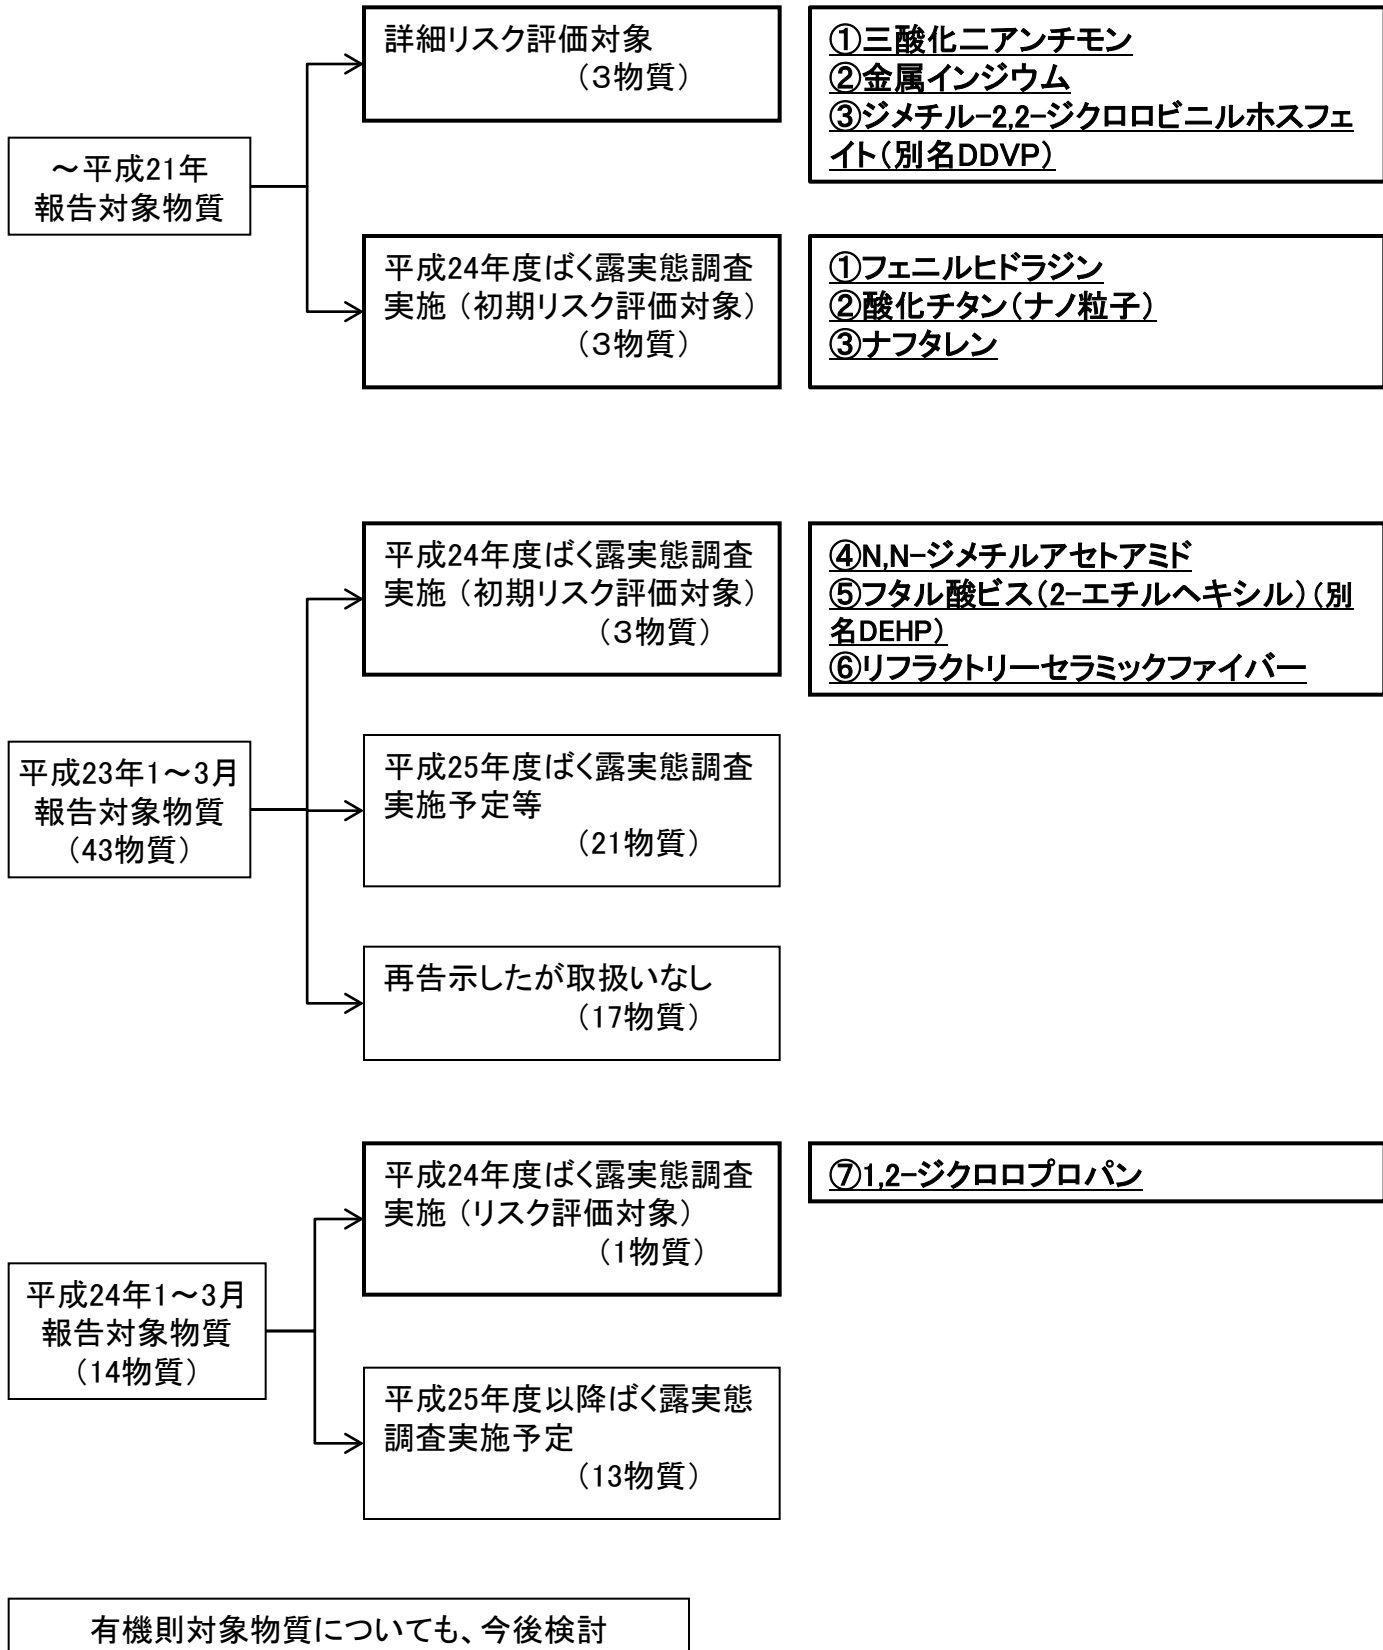 詳細リスク評価対象
（３物質）
①三酸化二アンチモン
②金属インジウム
③ジメチル-2,2-ジクロロビニルホスフェ
イト（別名DDVP）
～平成21年
報告対象物質
平成24年度ばく露実態調査
実施（初期リスク評価対象）
（３物質）
①フェニルヒドラジン
②酸化チタン（ナノ粒子）
③ナフタレン
平成24年度ばく露実態調査
実施（初期リスク評価対象）
（３物質）
④N,N-ジメチルアセトアミド
⑤フタル酸ビス（2-エチルヘキシル）（別
名DEHP）
⑥リフラクトリーセラミックファイバー
平成23年1～3月
報告対象物質
（43物質）
平成25年度ばく露実態調査
実施予定等
（21物質）
再告示したが取扱いなし
（17物質）
平成24年度ばく露実態調査
実施（リスク評価対象）
（1物質）
⑦1,2-ジクロロプロパン
平成24年1～3月
報告対象物質
（14物質）
平成25年度以降ばく露実態
調査実施予定
（13物質）
有機則対象物質についても、今後検討